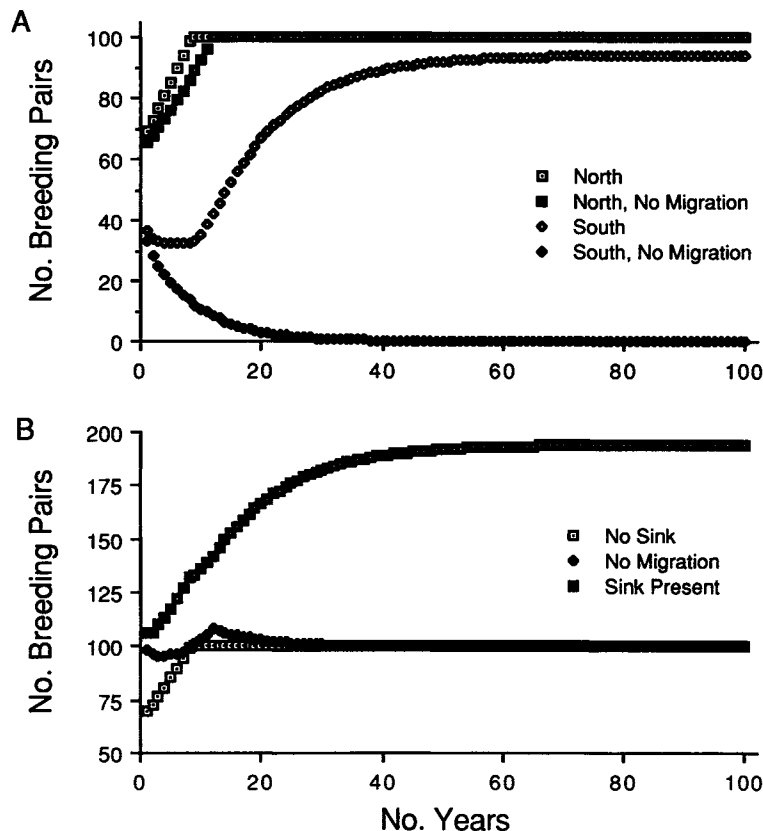 A
No. Breeding Pairs
100
80
60
40
20
0
North
North, No Migration
South
South, No Migration
0 20 40 60 80 100
B
No. Breeding Pairs
200
175
150
125
100
75
50
No Sink
No Migration
Sink Present
0 20 40 60 80 100
No. Years